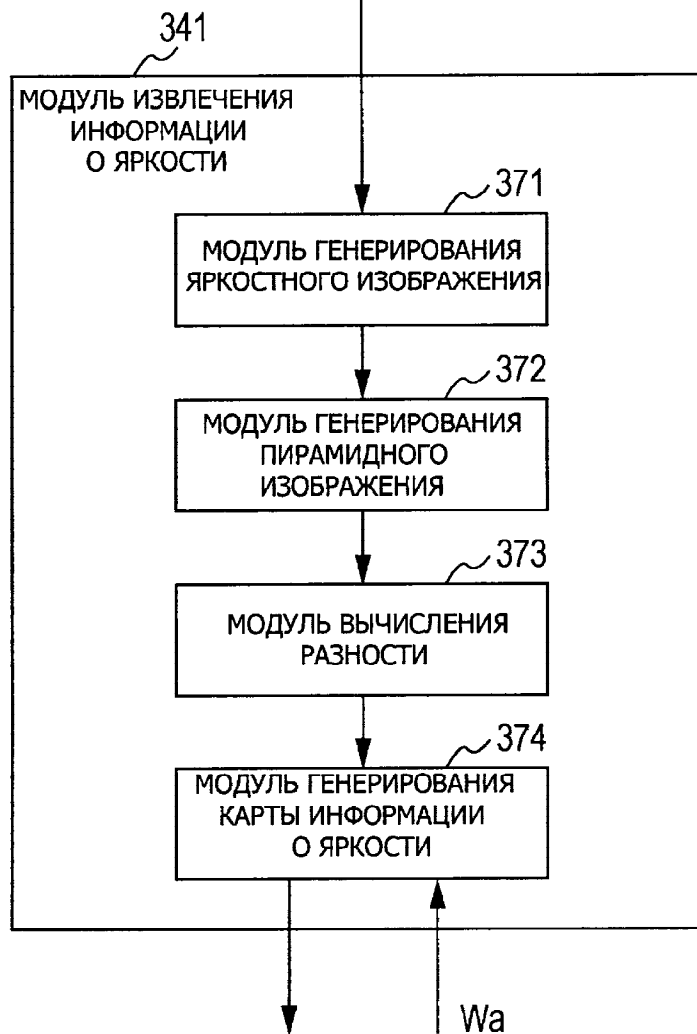 341
МОДУЛЬ ИЗВЛЕЧЕНИЯ
ИНФОРМАЦИИ
О ЯРКОСТИ
371
МОДУЛЬ ГЕНЕРИРОВАНИЯ
ЯРКОСТНОГО ИЗОБРАЖЕНИЯ
372
МОДУЛЬ ГЕНЕРИРОВАНИЯ
ПИРАМИДНОГО
ИЗОБРАЖЕНИЯ
373
МОДУЛЬ ВЫЧИСЛЕНИЯ
РАЗНОСТИ
374
МОДУЛЬ ГЕНЕРИРОВАНИЯ
КАРТЫ ИНФОРМАЦИИ
О ЯРКОСТИ
Wa